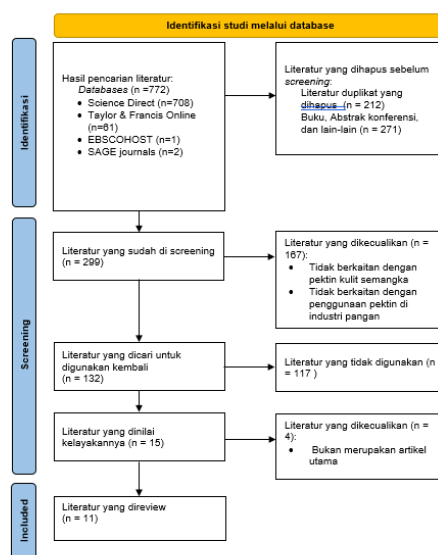 Identifikasi studi melalui database
Identifikasi
Hasil pencarian literatur:
Databases (n =772)
• Science Direct (n=708)
• Taylor & Francis Online
(n=61)
• EBSCOHOST (n=1)
• SAGE journals (n=2)
Literatur yang dihapus sebelum
screening:
Literatur duplikat yang
dihapus (n = 212)
Buku, Abstrak konferensi,
dan lain-lain (n = 271)
Screening
Literatur yang sudah di screening
(n = 299)
Literatur yang dikecualikan (n =
167):
• Tidak berkaitan dengan
pektin kulit semangka
• Tidak berkaitan dengan
penggunaan pektin di
industri pangan
Literatur yang dicari untuk
digunakan kembali
(n = 132)
Literatur yang tidak digunakan (n
= 117 )
Literatur yang dinilai
kelayakannya (n = 15)
Literatur yang dikecualikan (n =
4):
• Bukan merupakan artikel
utama
Included
Literatur yang direview
(n = 11)